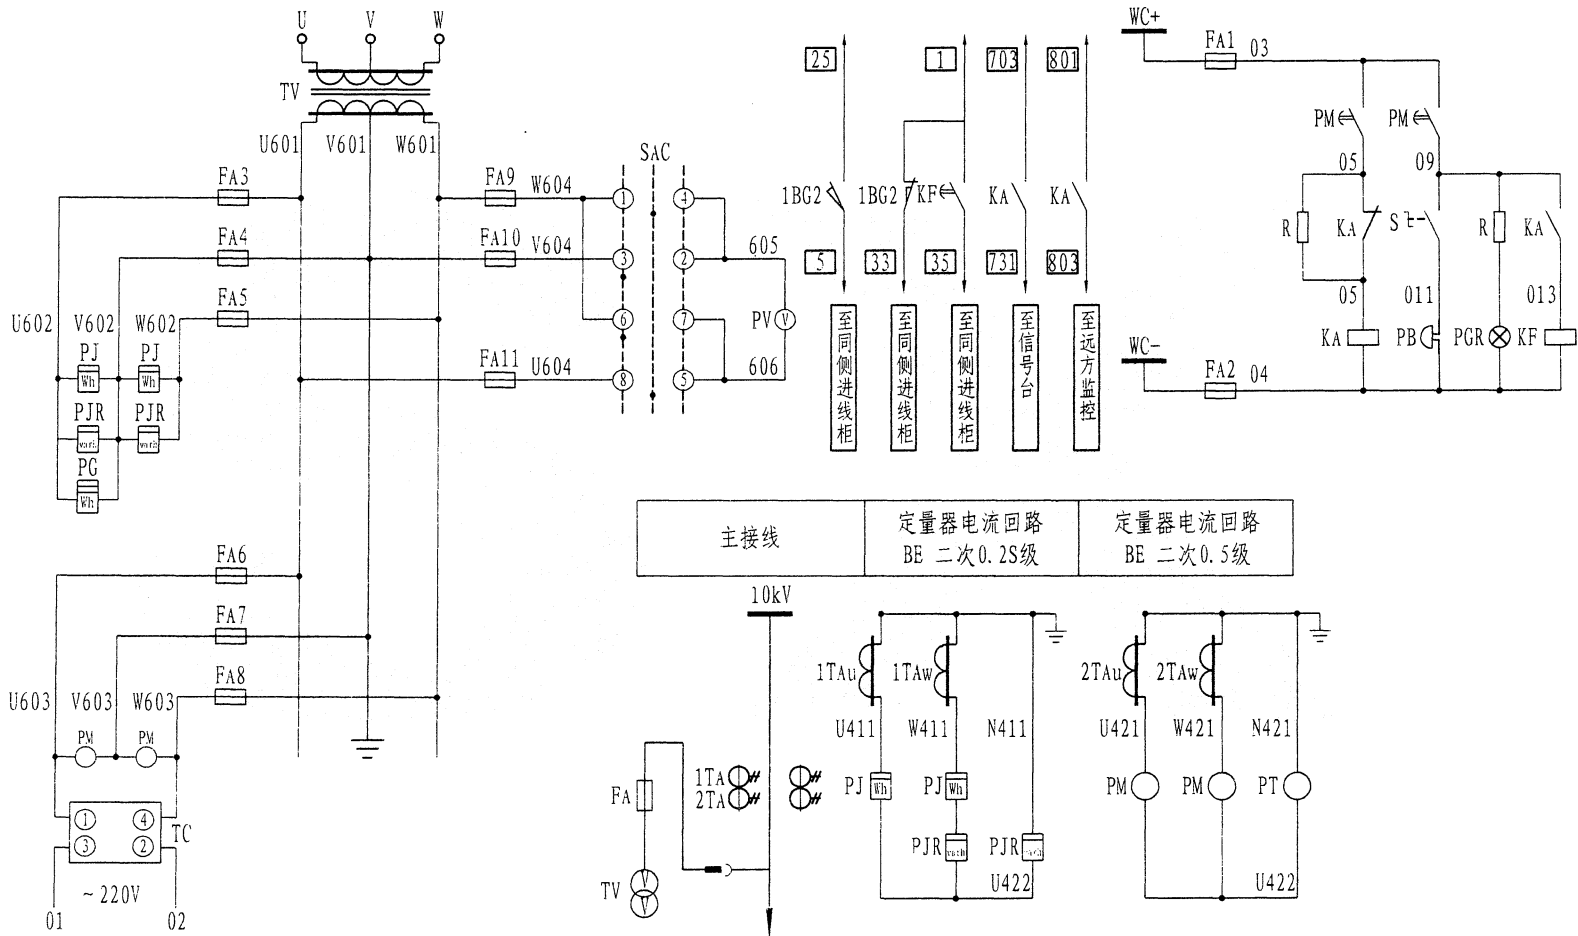 U V W
TV
U601 V601 W601
FA3
FA4
FA5
U602 V602 W602
PJ PJ
Wh Wh
PJR PJR
varh varh
PG
Wh
FA6
FA7
FA8
U603 V603 W603
PM PM
1 4
3 2
TC
~220V
01 02
SAC
FA9 W604
FA10 V604
FA11 U604
1 4
3 2
6 7
8 5
605
PV V
606
25 1 703 801
1BG2 1BG2 KF KA KA
5 33 35 731 803
至同侧进线柜
至同侧进线柜
至同侧进线柜
至信号台
至远方监控
WC+
FA1 03
PM PM
05 09
R KA S R KA
05 011 013
KA PB PGR KF
WC-
FA2 04
主接线
定量器电流回路
BE 二次0.2S级
定量器电流回路
BE 二次0.5级
10kV
1TA
2TA
FA
TV
1TAu 1TAw
U411 W411 N411
PJ Wh PJ Wh
PJR varh PJR varh
U422
2TAu 2TAw
U421 W421 N421
PM PM PT
U422